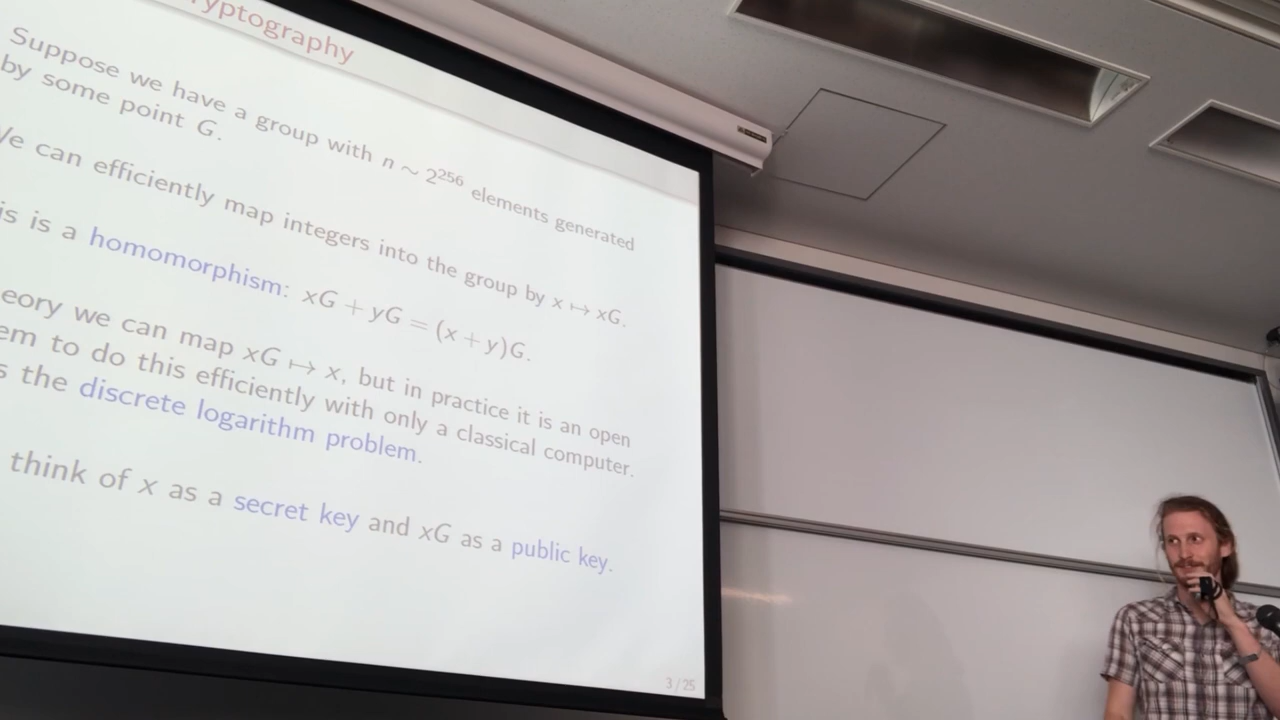 ryptography
Suppose we have a group with n ∼ 2²⁵⁶ elements generated
by some point G.
We can efficiently map integers into the group by x ↦ xG.
is is a homomorphism: xG + yG = (x + y)G.
eory we can map xG ↦ x, but in practice it is an open
em to do this efficiently with only a classical computer.
s the discrete logarithm problem.
think of x as a secret key and xG as a public key.
3 / 25